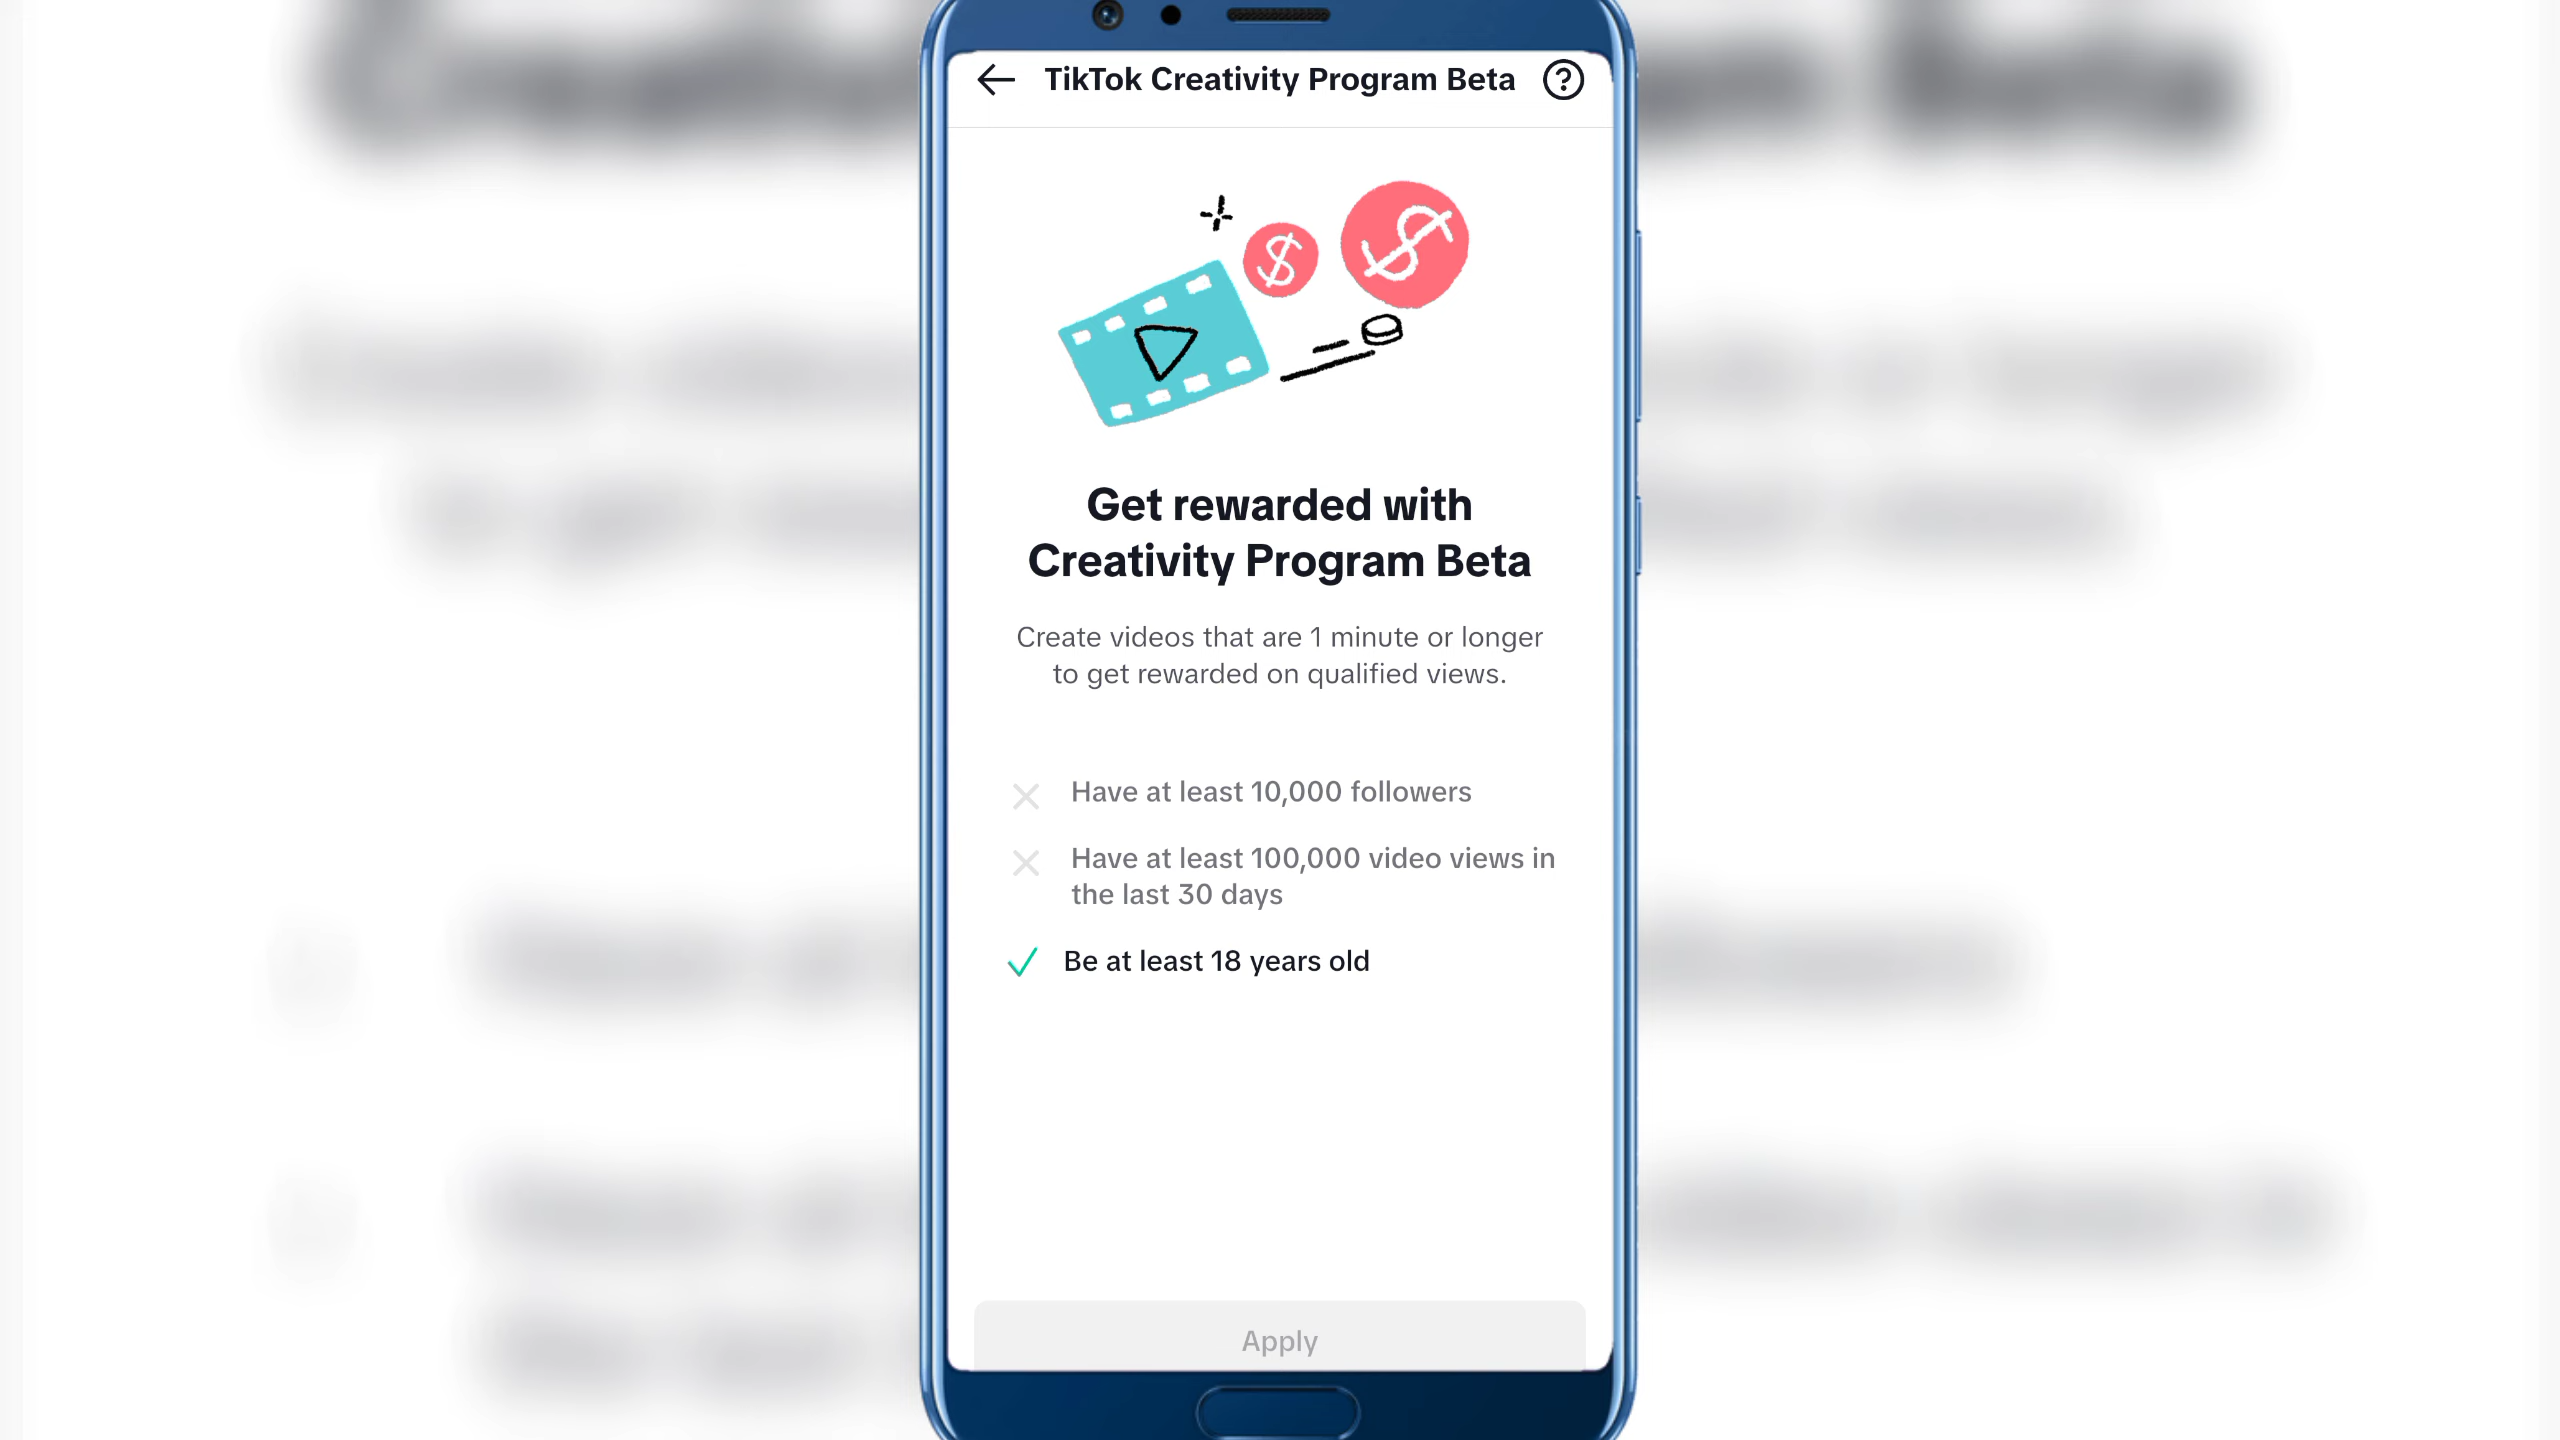 TikTok Creativity Program Beta
Get rewarded with
Creativity Program Beta
Create videos that are 1 minute or longer
to get rewarded on qualified views.
Have at least 10,000 followers
Have at least 100,000 video views in
the last 30 days
Be at least 18 years old
Apply